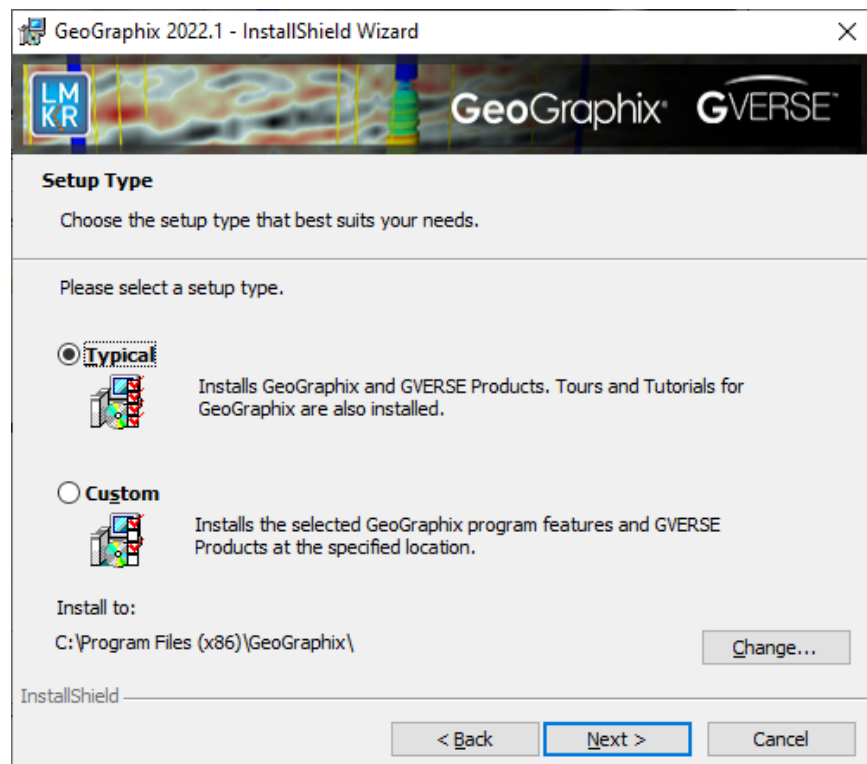 GeoGraphix 2022.1 - InstallShield Wizard
LM
KR
GeoGraphix® GVERSE™
Setup Type
Choose the setup type that best suits your needs.
Please select a setup type.
Typical
Installs GeoGraphix and GVERSE Products. Tours and Tutorials for
GeoGraphix are also installed.
Custom
Installs the selected GeoGraphix program features and GVERSE
Products at the specified location.
Install to:
C:\Program Files (x86)\GeoGraphix\
Change...
InstallShield
< Back
Next >
Cancel